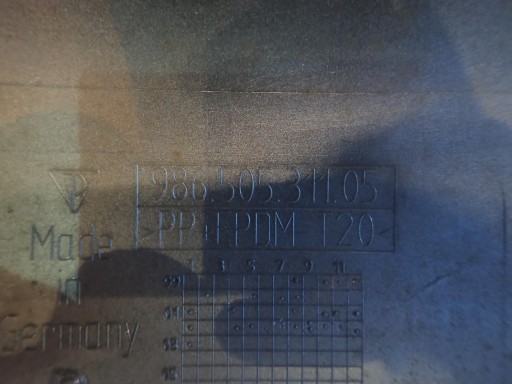 986.505.311.05
>PP+EPDM T20<
Made
in
Germany
1 3 5 7 9 11